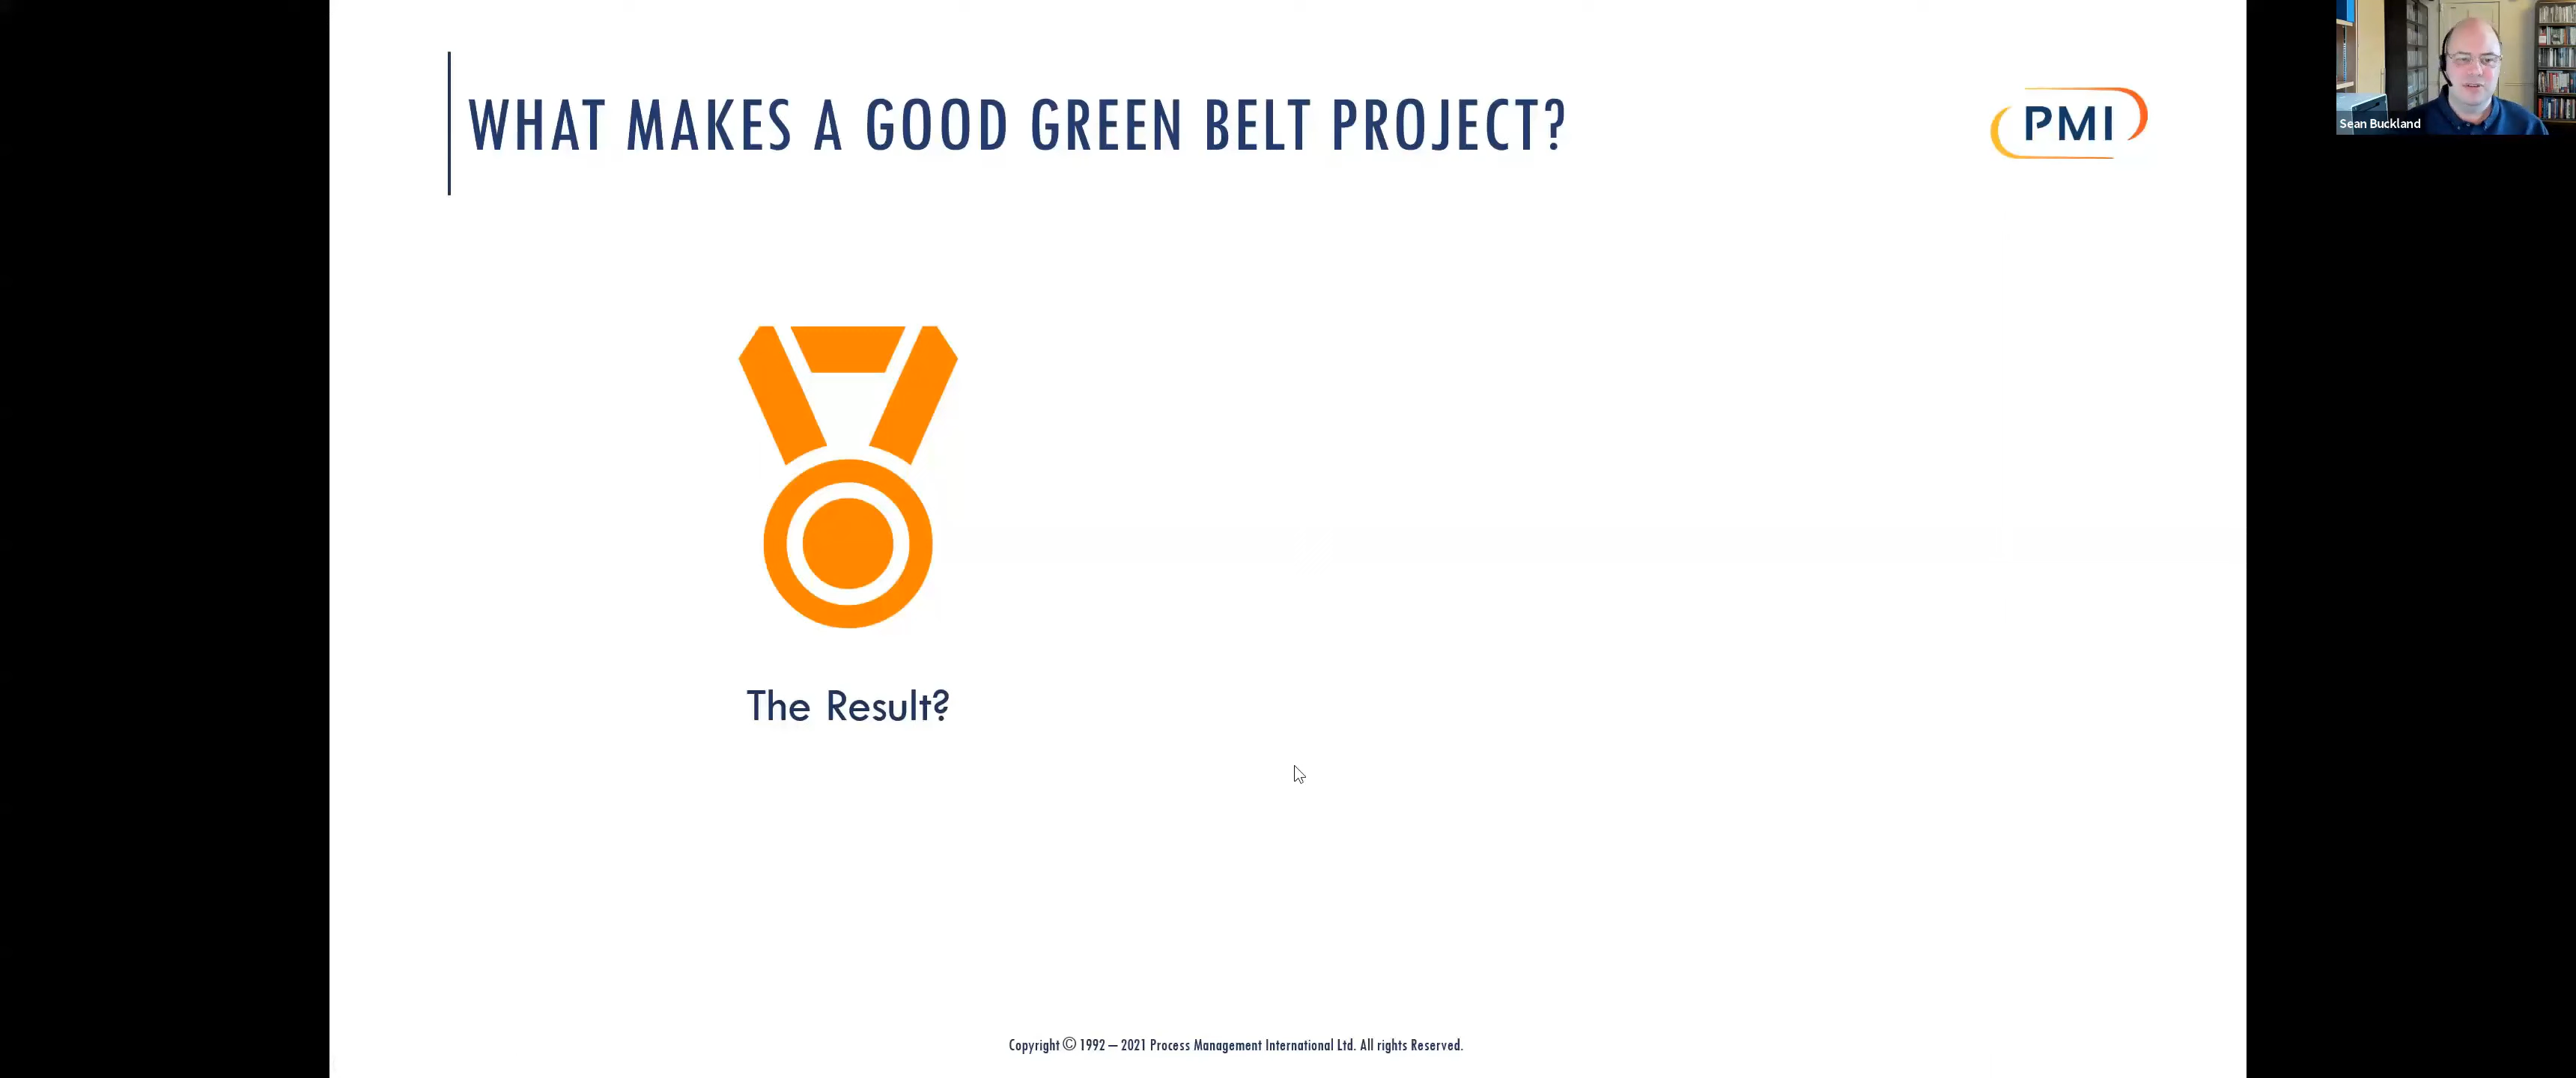 WHAT MAKES A GOOD GREEN BELT PROJECT?
PMI
Sean Buckland
The Result?
Copyright © 1992 – 2021 Process Management International Ltd. All rights Reserved.